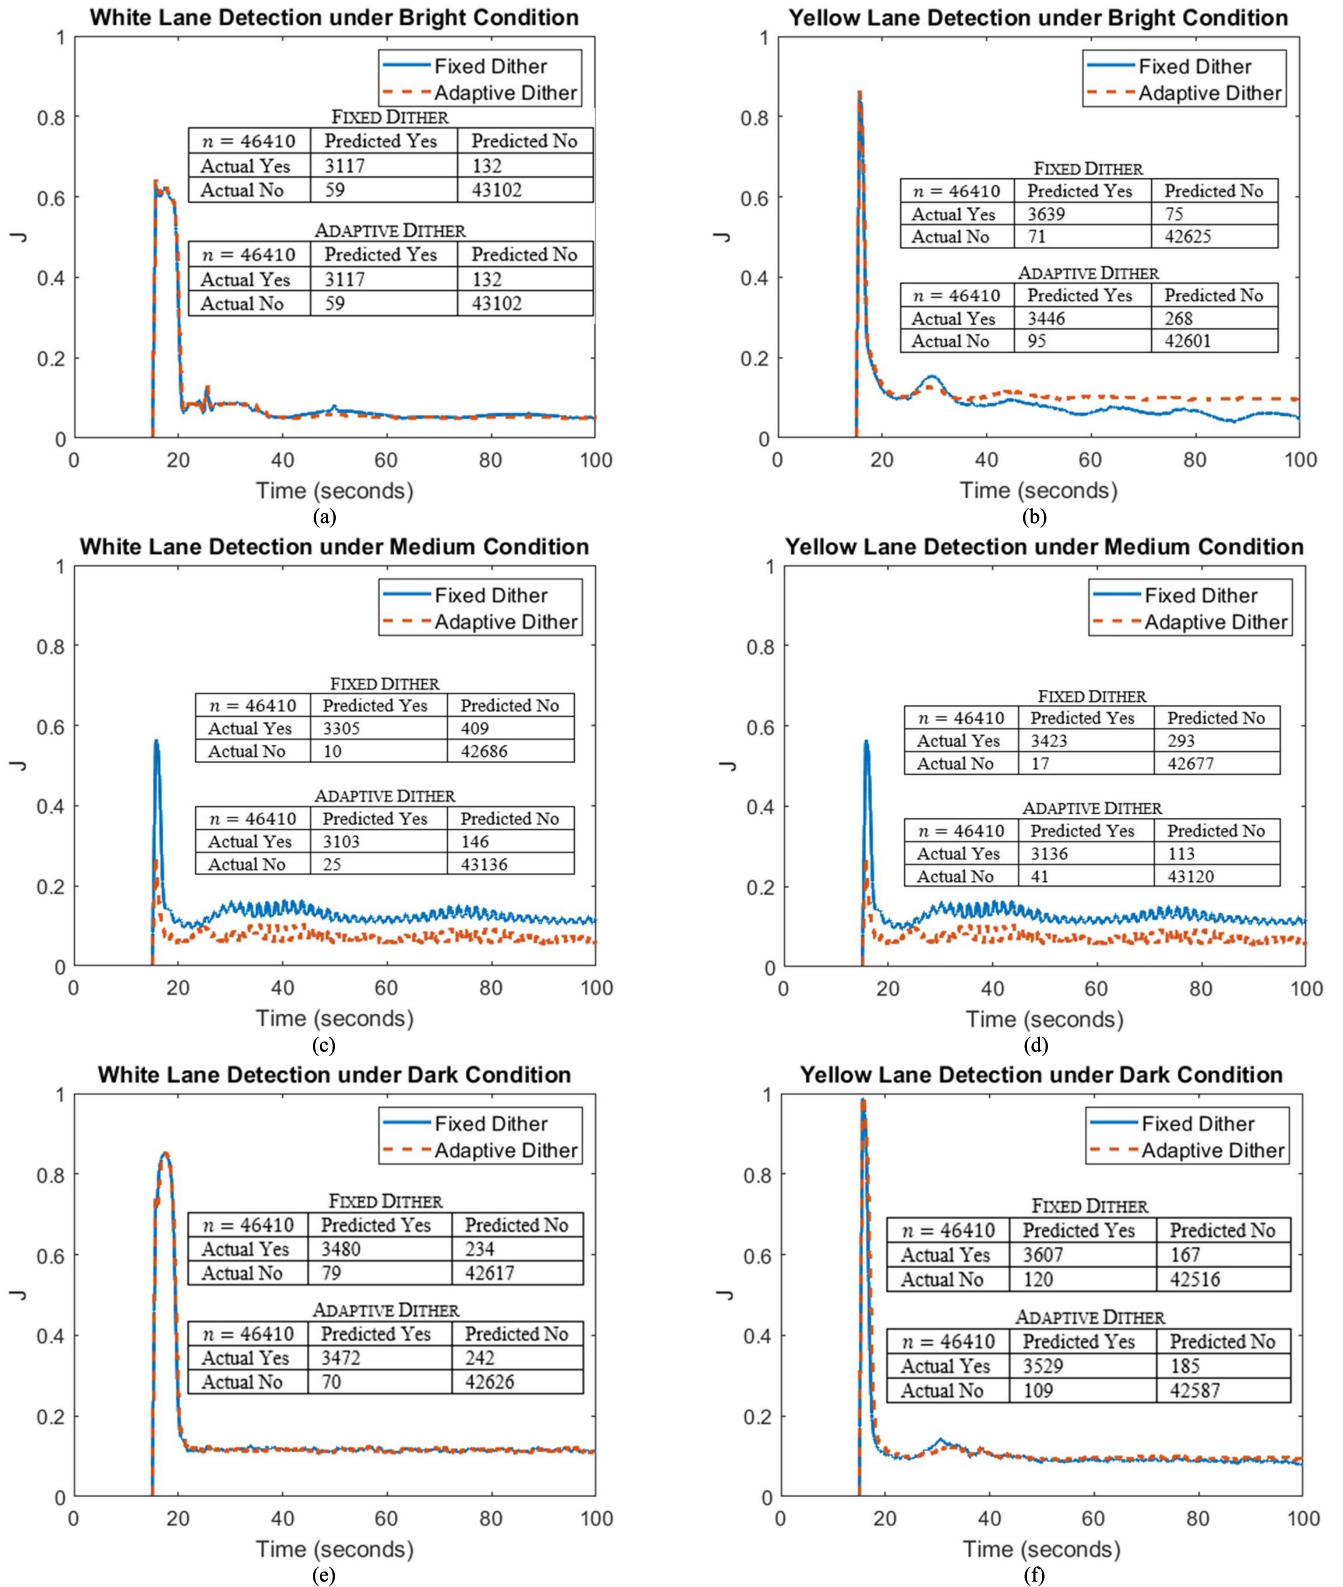 White Lane Detection under Bright Condition
1
0.8
0.6
0.4
0.2
0
J
Fixed Dither
Adaptive Dither
FIXED DITHER
n = 46410 Predicted Yes Predicted No
Actual Yes 3117 132
Actual No 59 43102
ADAPTIVE DITHER
n = 46410 Predicted Yes Predicted No
Actual Yes 3117 132
Actual No 59 43102
0 20 40 60 80 100
Time (seconds)
(a)
Yellow Lane Detection under Bright Condition
1
0.8
0.6
0.4
0.2
0
J
Fixed Dither
Adaptive Dither
FIXED DITHER
n = 46410 Predicted Yes Predicted No
Actual Yes 3639 75
Actual No 71 42625
ADAPTIVE DITHER
n = 46410 Predicted Yes Predicted No
Actual Yes 3446 268
Actual No 95 42601
0 20 40 60 80 100
Time (seconds)
(b)
White Lane Detection under Medium Condition
1
0.8
0.6
0.4
0.2
0
J
Fixed Dither
Adaptive Dither
FIXED DITHER
n = 46410 Predicted Yes Predicted No
Actual Yes 3305 409
Actual No 10 42686
ADAPTIVE DITHER
n = 46410 Predicted Yes Predicted No
Actual Yes 3103 146
Actual No 25 43136
0 20 40 60 80 100
Time (seconds)
(c)
Yellow Lane Detection under Medium Condition
1
0.8
0.6
0.4
0.2
0
J
Fixed Dither
Adaptive Dither
FIXED DITHER
n = 46410 Predicted Yes Predicted No
Actual Yes 3423 293
Actual No 17 42677
ADAPTIVE DITHER
n = 46410 Predicted Yes Predicted No
Actual Yes 3136 113
Actual No 41 43120
0 20 40 60 80 100
Time (seconds)
(d)
White Lane Detection under Dark Condition
1
0.8
0.6
0.4
0.2
0
J
Fixed Dither
Adaptive Dither
FIXED DITHER
n = 46410 Predicted Yes Predicted No
Actual Yes 3480 234
Actual No 79 42617
ADAPTIVE DITHER
n = 46410 Predicted Yes Predicted No
Actual Yes 3472 242
Actual No 70 42626
0 20 40 60 80 100
Time (seconds)
(e)
Yellow Lane Detection under Dark Condition
1
0.8
0.6
0.4
0.2
0
J
Fixed Dither
Adaptive Dither
FIXED DITHER
n = 46410 Predicted Yes Predicted No
Actual Yes 3607 167
Actual No 120 42516
ADAPTIVE DITHER
n = 46410 Predicted Yes Predicted No
Actual Yes 3529 185
Actual No 109 42587
0 20 40 60 80 100
Time (seconds)
(f)